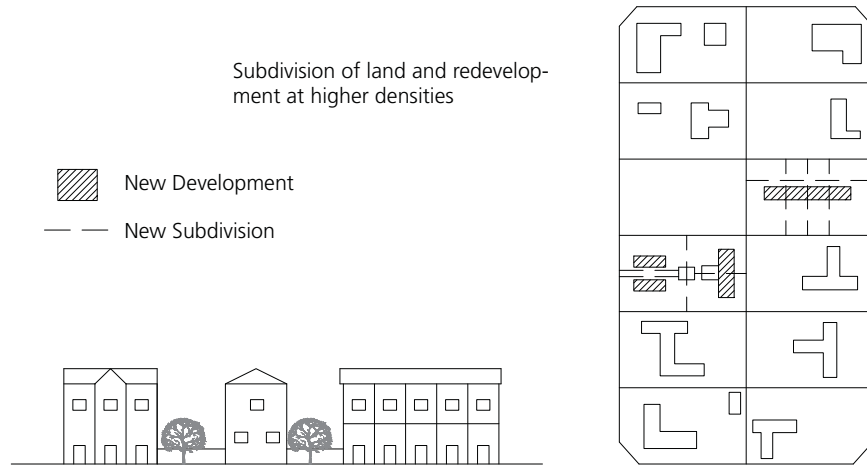 Subdivision of land and redevelop-
ment at higher densities
New Development
New Subdivision